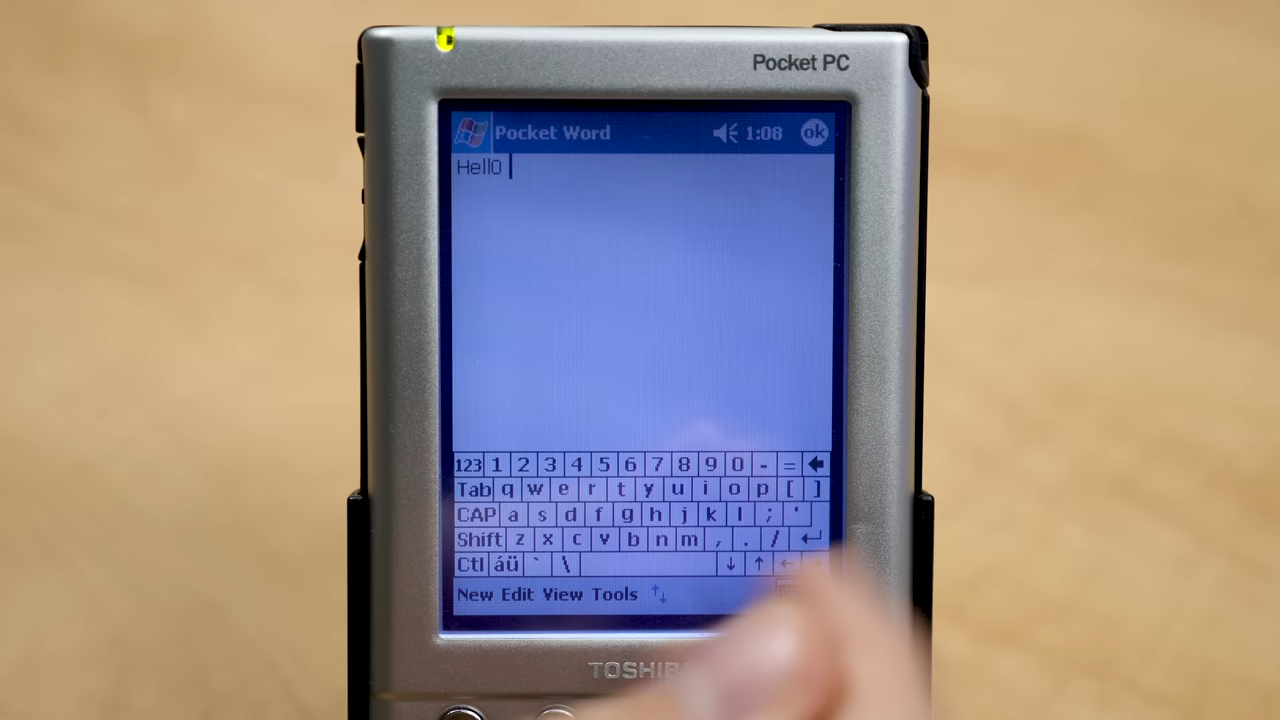 Pocket PC
Pocket Word 1:08 ok
Hell0
123 1 2 3 4 5 6 7 8 9 0 - =
Tab q w e r t y u i o p [ ]
CAP a s d f g h j k l ; '
Shift z x c v b n m , . /
Ctl áü ` \
New Edit View Tools
TOSHIBA